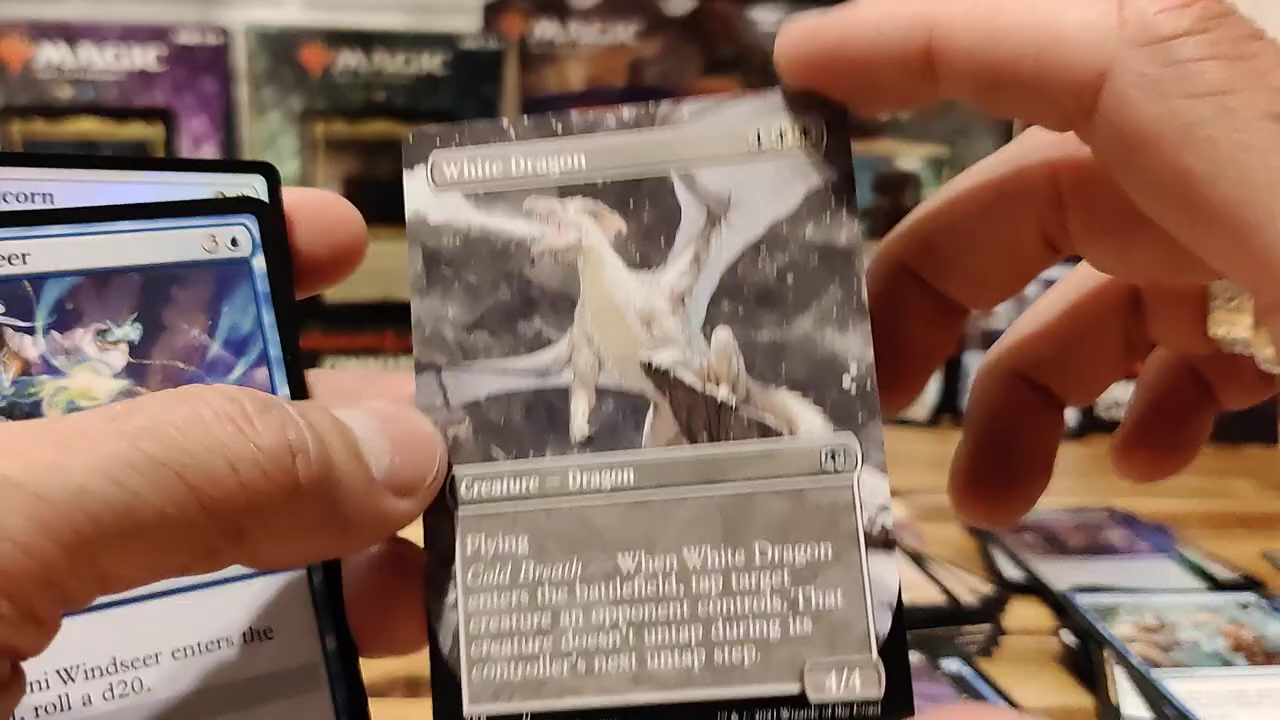 MAGIC
MAGIC
MAGIC
corn
eer
3
White Dragon
Creature – Dragon
Flying
Cold Breath — When White Dragon
enters the battlefield, tap target
creature an opponent controls. That
creature doesn't untap during its
controller's next untap step.
4/4
ni Windseer enters the
, roll a d20.